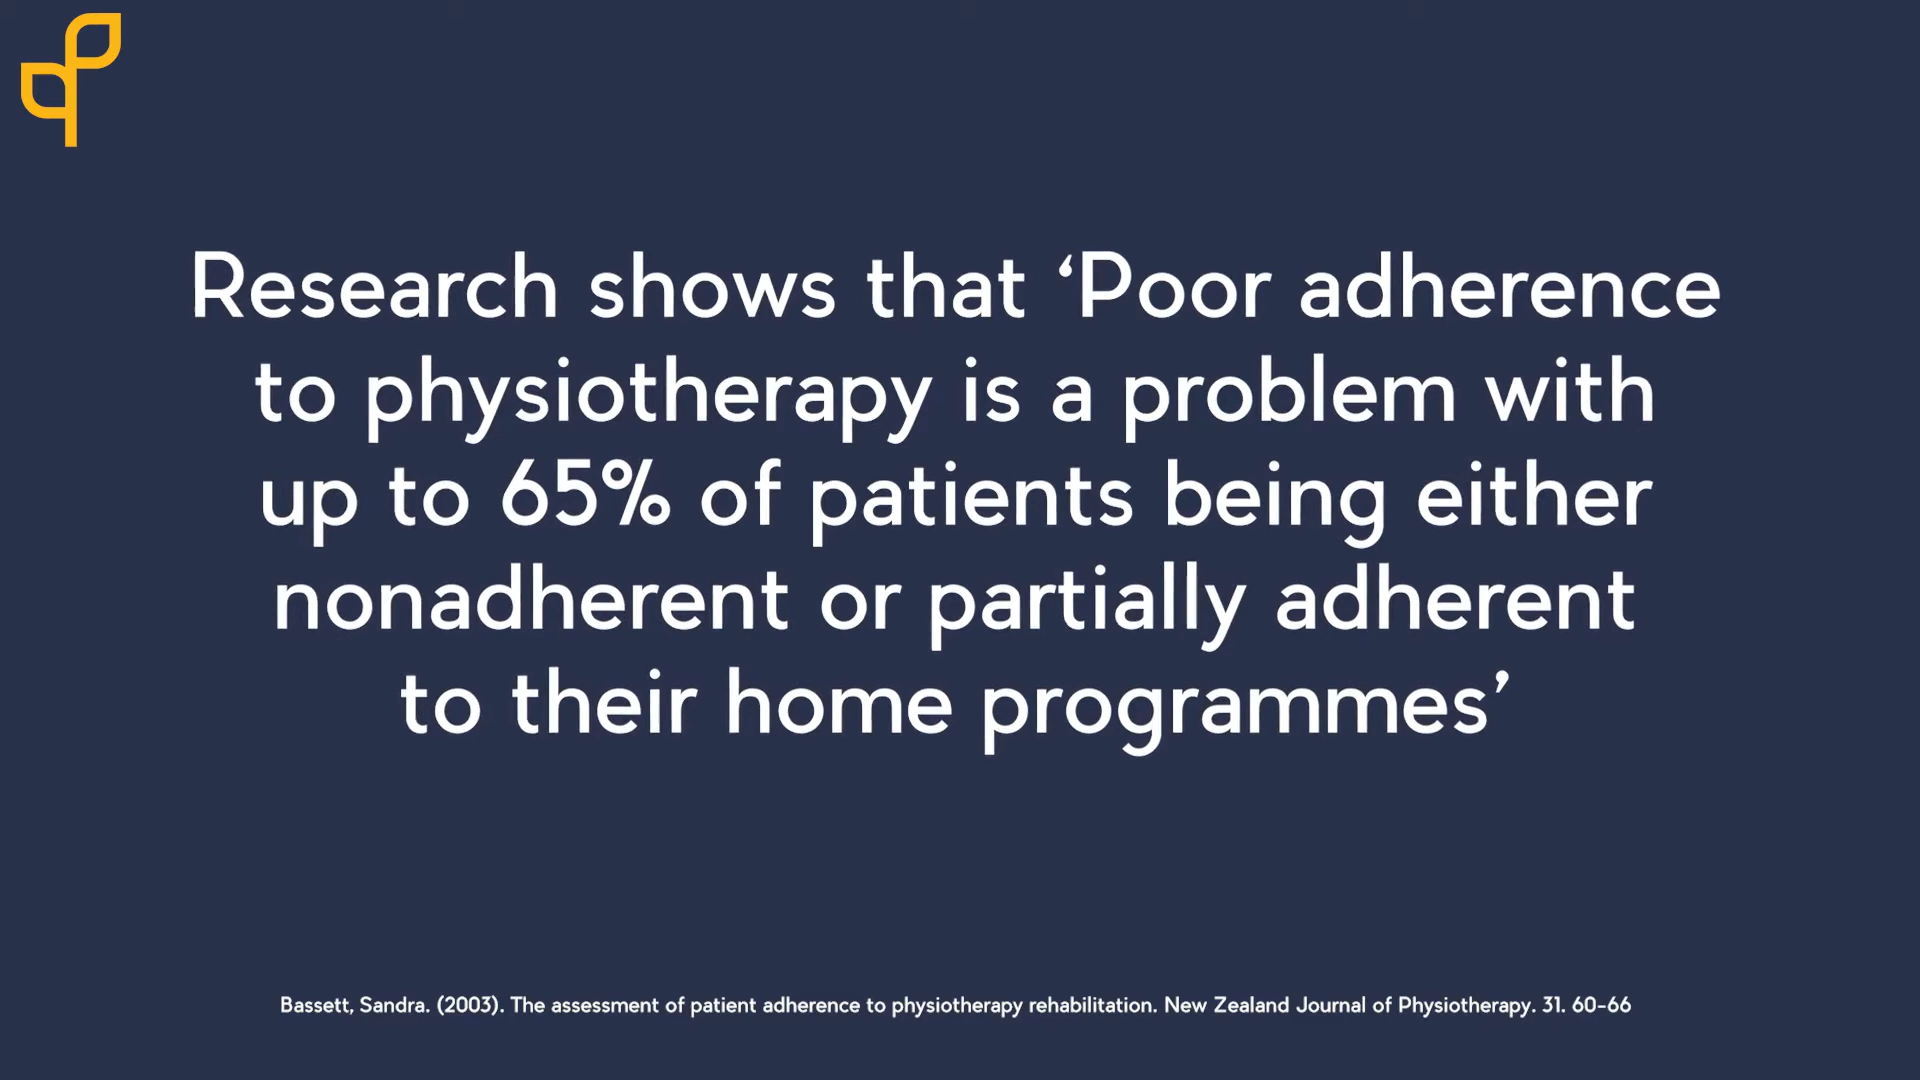 Research shows that ‘Poor adherence
to physiotherapy is a problem with
up to 65% of patients being either
nonadherent or partially adherent
to their home programmes’
Bassett, Sandra. (2003). The assessment of patient adherence to physiotherapy rehabilitation. New Zealand Journal of Physiotherapy. 31. 60-66